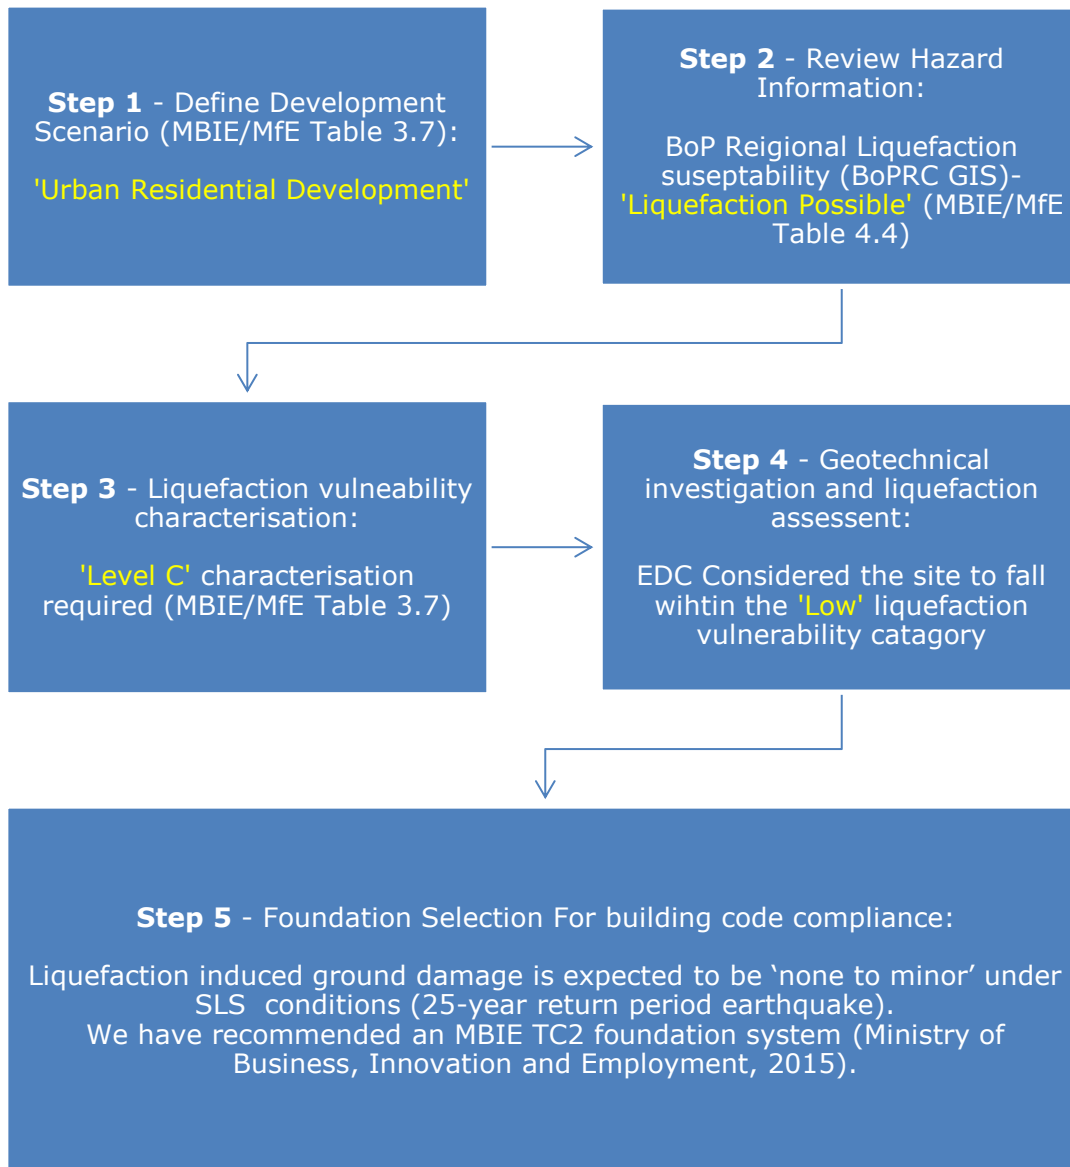 Step 1 - Define Development
Scenario (MBIE/MfE Table 3.7):
'Urban Residential Development'
Step 2 - Review Hazard
Information:
BoP Reigional Liquefaction
suseptability (BoPRC GIS)-
'Liquefaction Possible' (MBIE/MfE
Table 4.4)
Step 3 - Liquefaction vulneability
characterisation:
'Level C' characterisation
required (MBIE/MfE Table 3.7)
Step 4 - Geotechnical
investigation and liquefaction
assessent:
EDC Considered the site to fall
wihtin the 'Low' liquefaction
vulnerability catagory
Step 5 - Foundation Selection For building code compliance:
Liquefaction induced ground damage is expected to be ‘none to minor’ under
SLS  conditions (25-year return period earthquake).
We have recommended an MBIE TC2 foundation system (Ministry of
Business, Innovation and Employment, 2015).